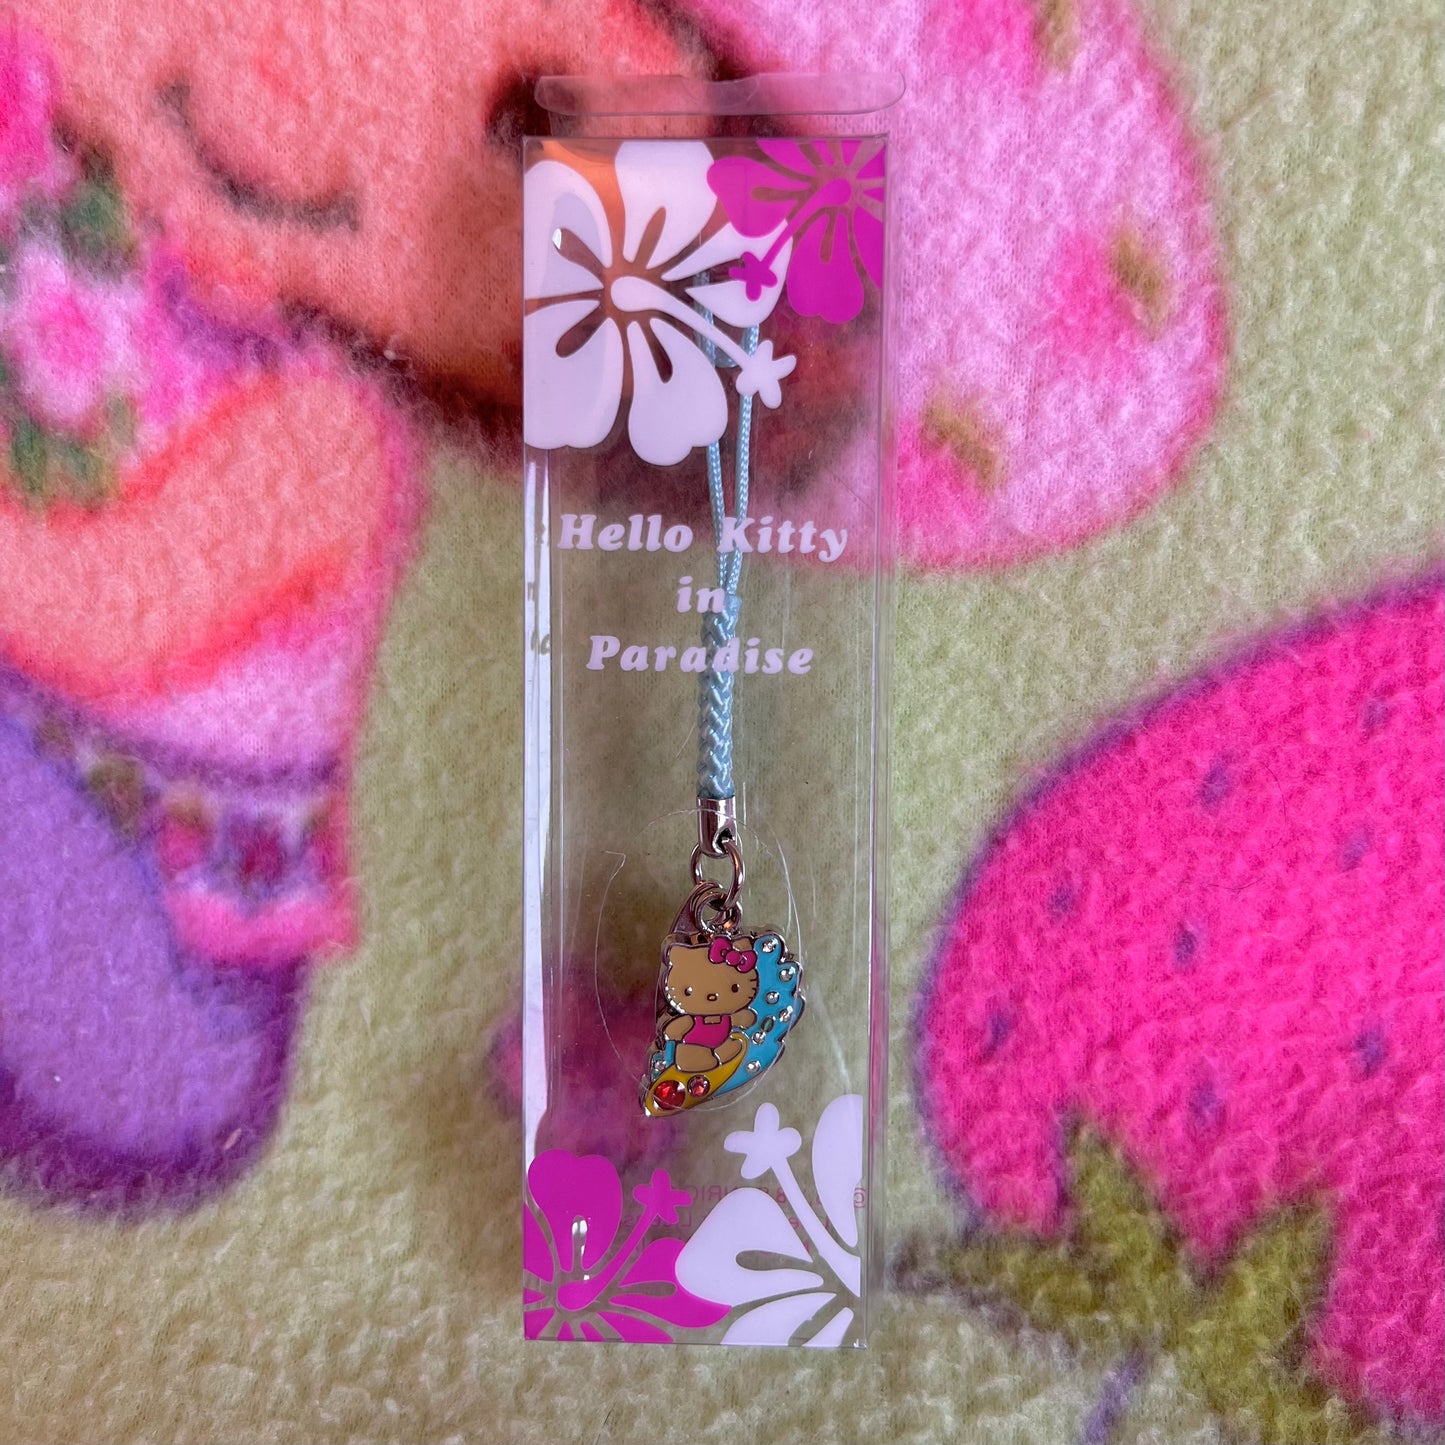 Hello Kitty
in
Paradise